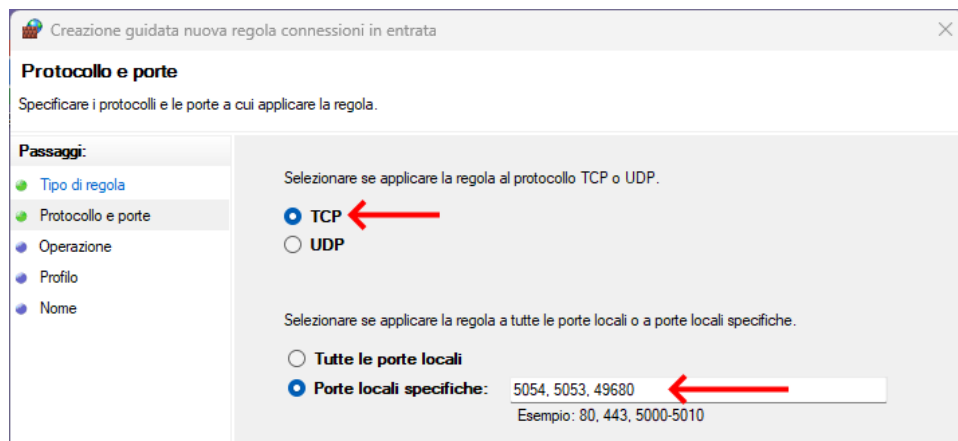 Creazione guidata nuova regola connessioni in entrata
Protocollo e porte
Specificare i protocolli e le porte a cui applicare la regola.
Passaggi:
Tipo di regola
Protocollo e porte
Operazione
Profilo
Nome
Selezionare se applicare la regola al protocollo TCP o UDP.
TCP
UDP
Selezionare se applicare la regola a tutte le porte locali o a porte locali specifiche.
Tutte le porte locali
Porte locali specifiche: 5054, 5053, 49680
Esempio: 80, 443, 5000-5010